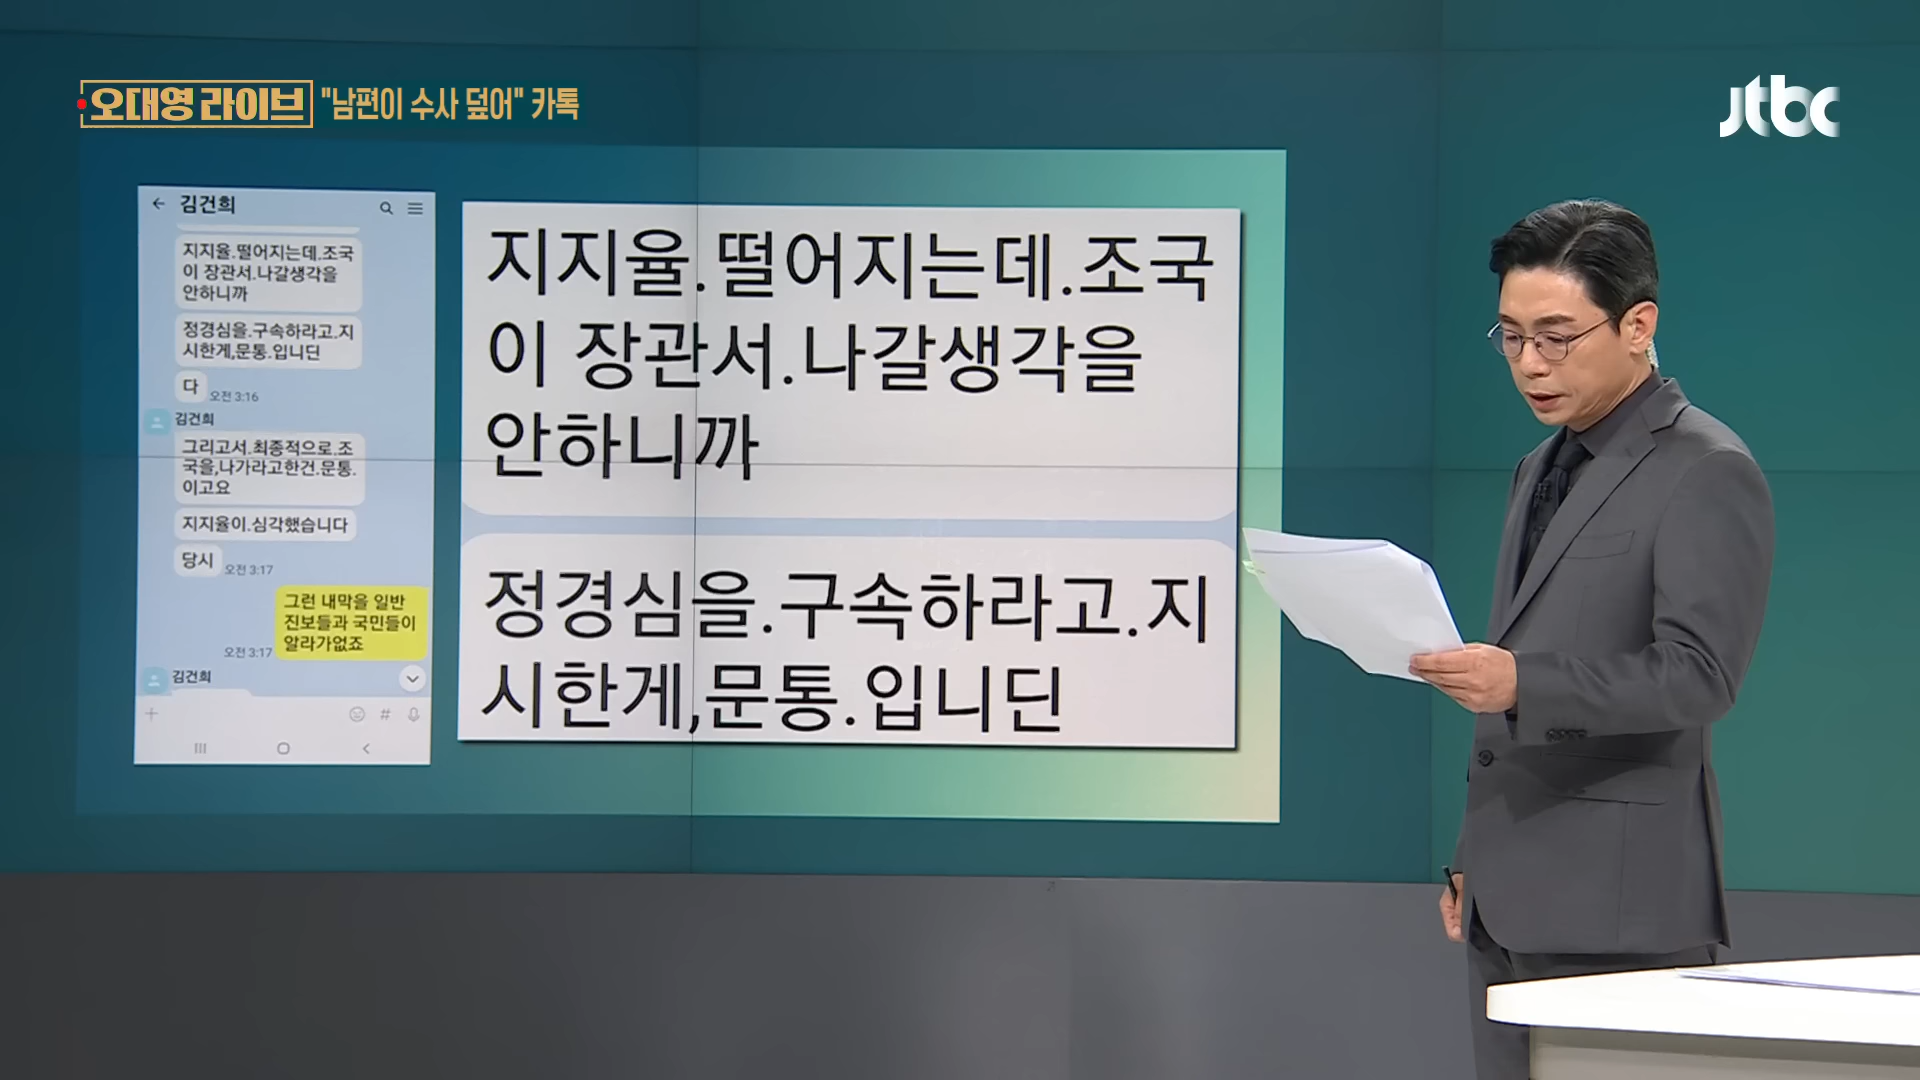 오대영 라이브 "남편이 수사 덮어" 카톡
jtbc
김건희
지지율.떨어지는데.조국
이 장관서.나갈생각을
안하니까
정경심을.구속하라고.지
시한게,문통.입니딘
다
오전 3:16
김건희
그리고서.최종적으로.조
국을,나가라고한건.문통.
이고요
지지율이.심각했습니다
당시
오전 3:17
그런 내막을 일반
진보들과 국민들이
알라가없죠
오전 3:17
김건희
#
지지율.떨어지는데.조국
이 장관서.나갈생각을
안하니까
정경심을.구속하라고.지
시한게,문통.입니딘